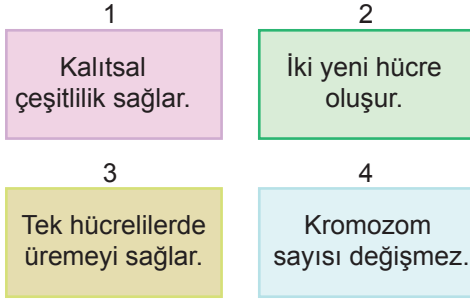 1
Kalıtsal
çeşitlilik sağlar.
2
İki yeni hücre
oluşur.
3
Tek hücrelilerde
üremeyi sağlar.
4
Kromozom
sayısı değişmez.